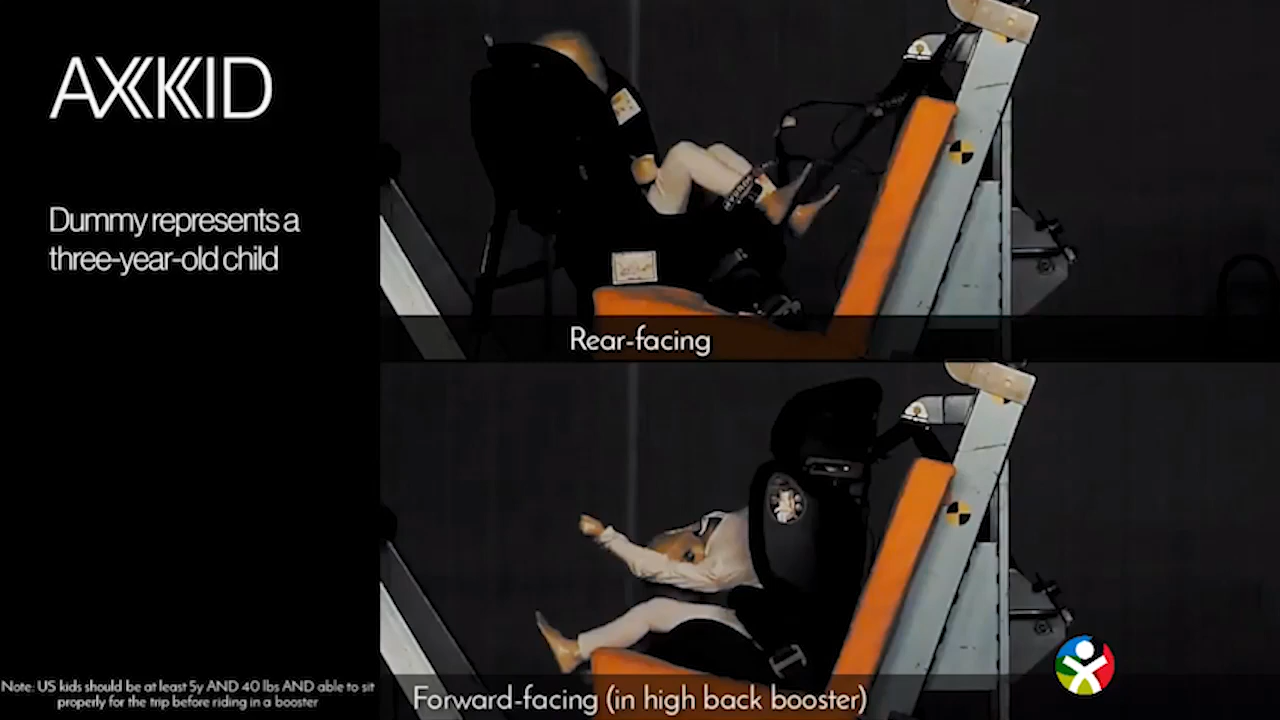 AXKID
Dummy represents a
three-year-old child
Rear-facing
Note: US kids should be at least 5y AND 40 lbs AND able to sit
properly for the trip before riding in a booster
Forward-facing (in high back booster)